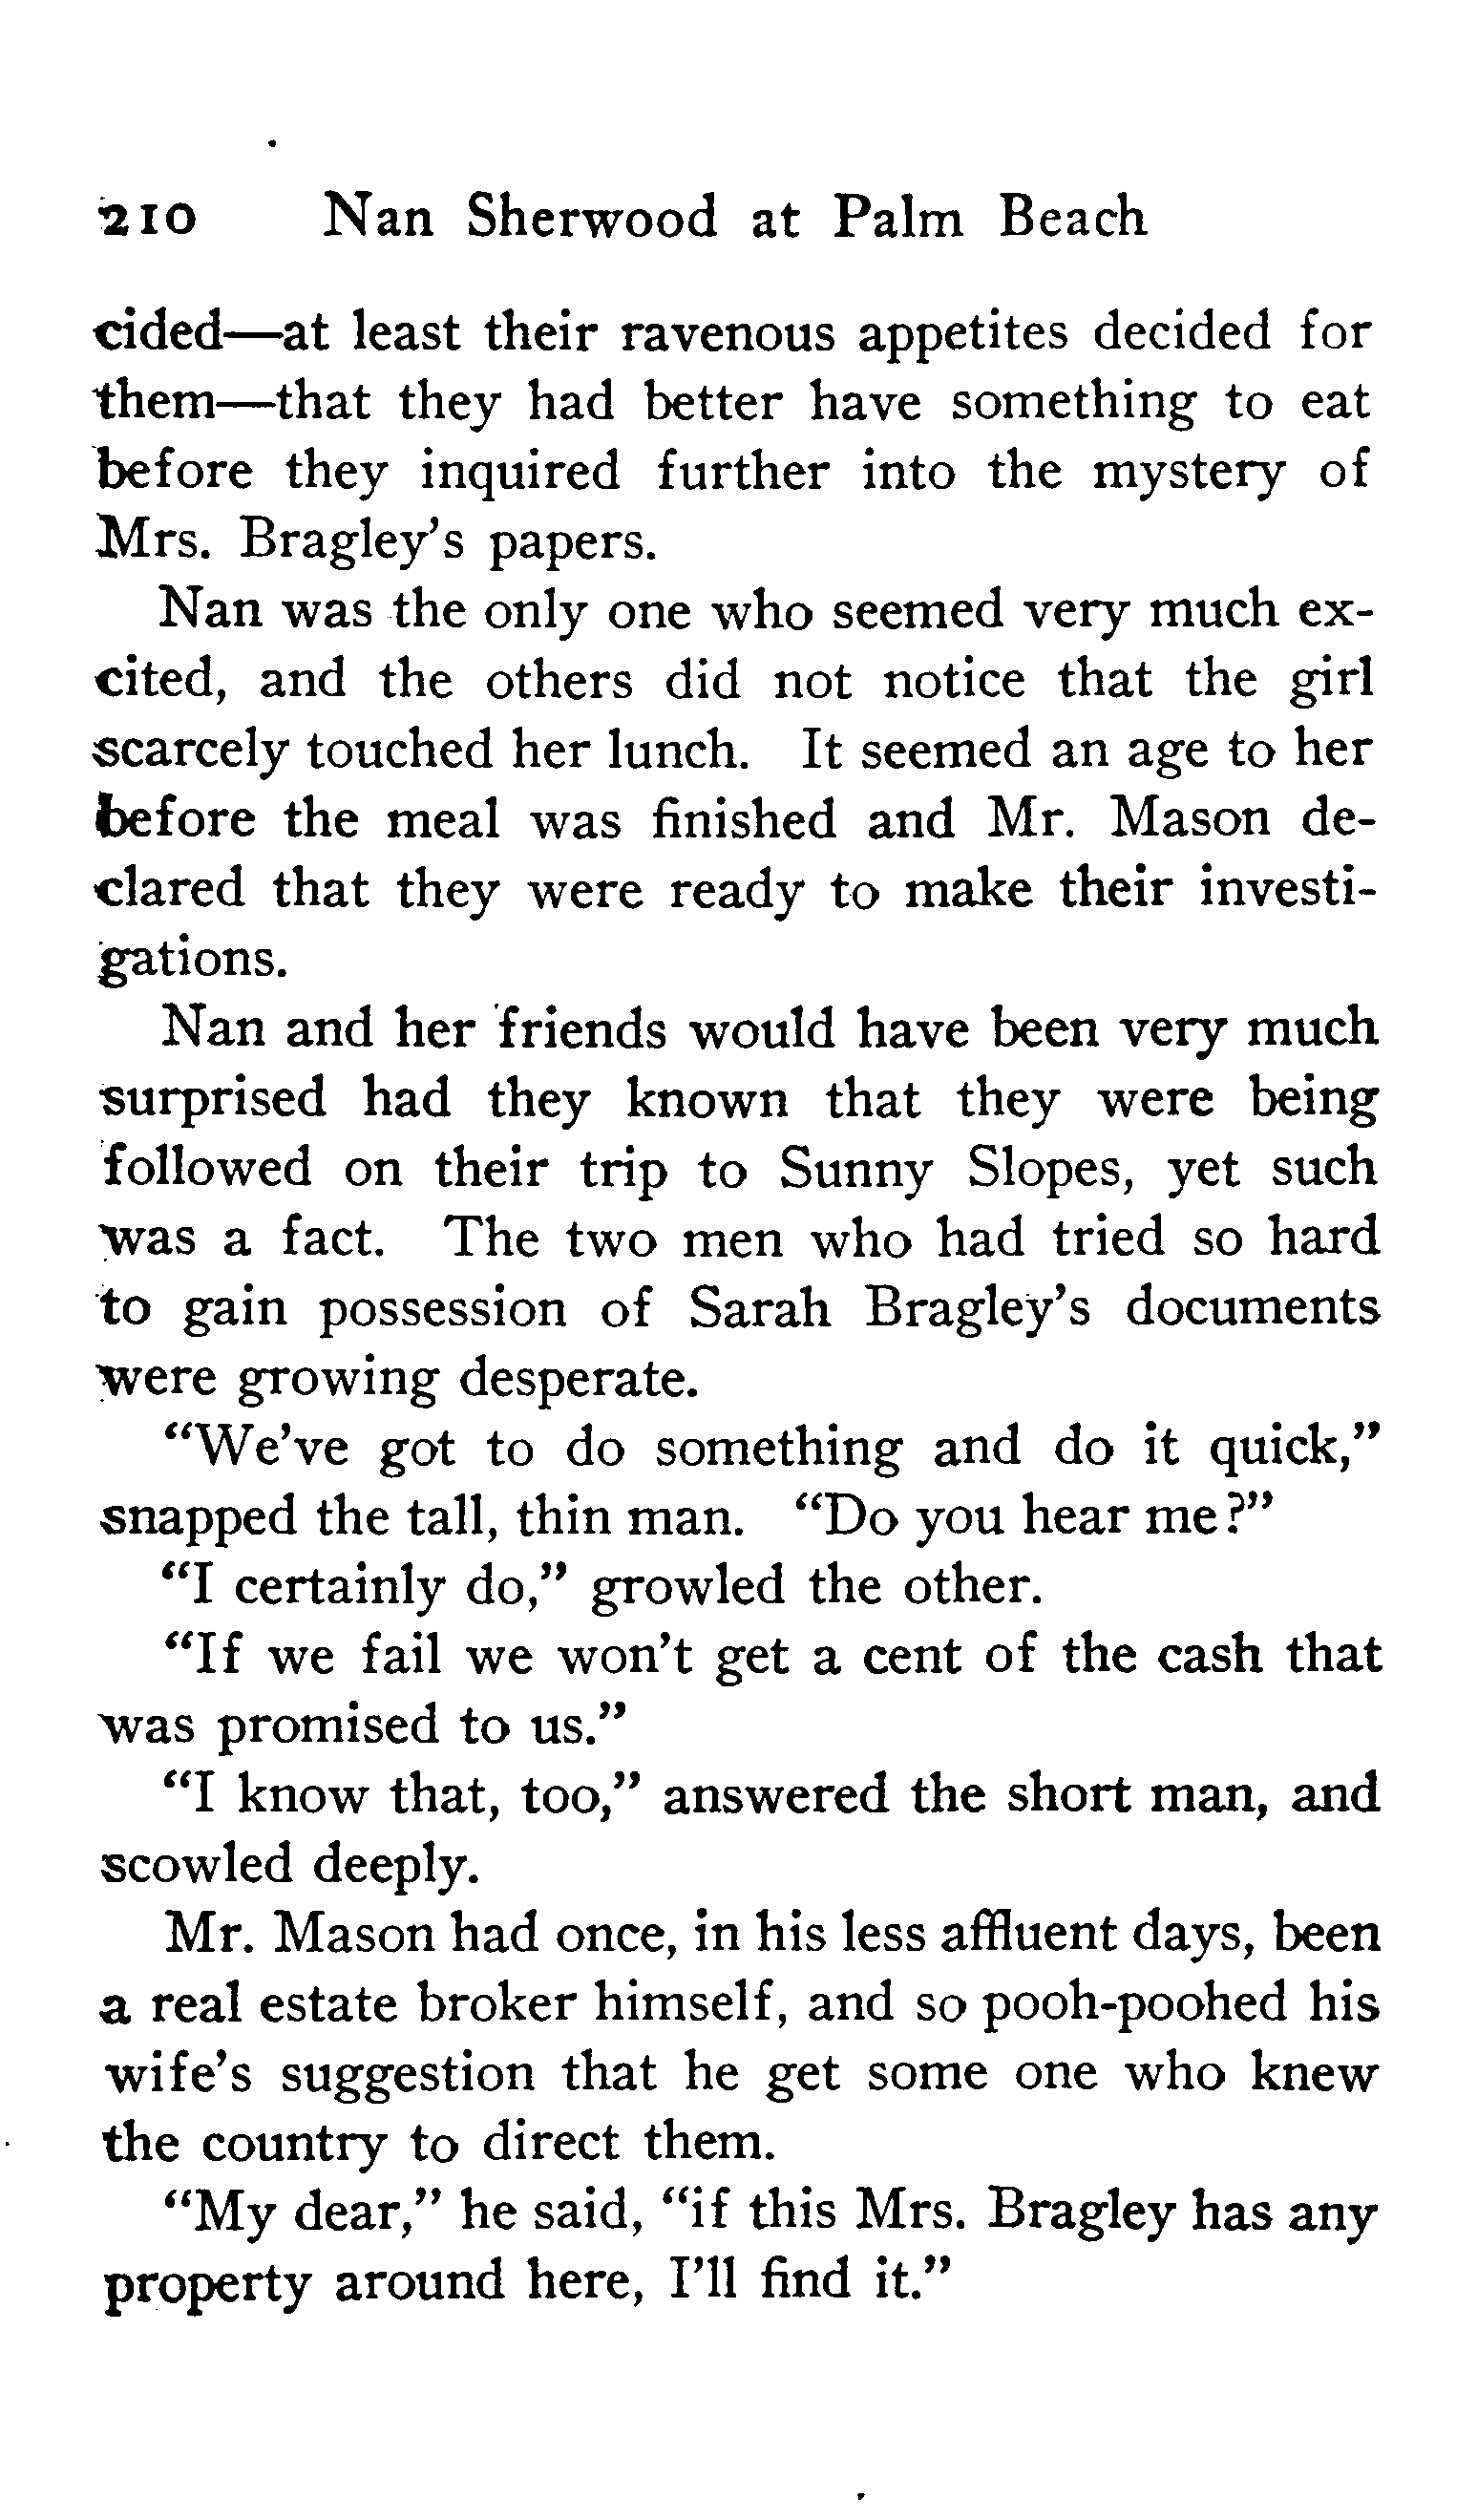 210 Nan Sherwood at Palm Beach
cided—at least their ravenous appetites decided for
them—that they had better have something to eat
before they inquired further into the mystery of
Mrs. Bragley's papers.
Nan was the only one who seemed very much ex-
cited, and the others did not notice that the girl
scarcely touched her lunch. It seemed an age to her
before the meal was finished and Mr. Mason de-
clared that they were ready to make their investi-
gations.
Nan and her friends would have been very much
surprised had they known that they were being
followed on their trip to Sunny Slopes, yet such
was a fact. The two men who had tried so hard
to gain possession of Sarah Bragley's documents
were growing desperate.
"We've got to do something and do it quick,"
snapped the tall, thin man. "Do you hear me?"
"I certainly do," growled the other.
"If we fail we won't get a cent of the cash that
was promised to us."
"I know that, too," answered the short man, and
scowled deeply.
Mr. Mason had once, in his less affluent days, been
a real estate broker himself, and so pooh-poohed his
wife's suggestion that he get some one who knew
the country to direct them.
"My dear," he said, "if this Mrs. Bragley has any
property around here, I'll find it."